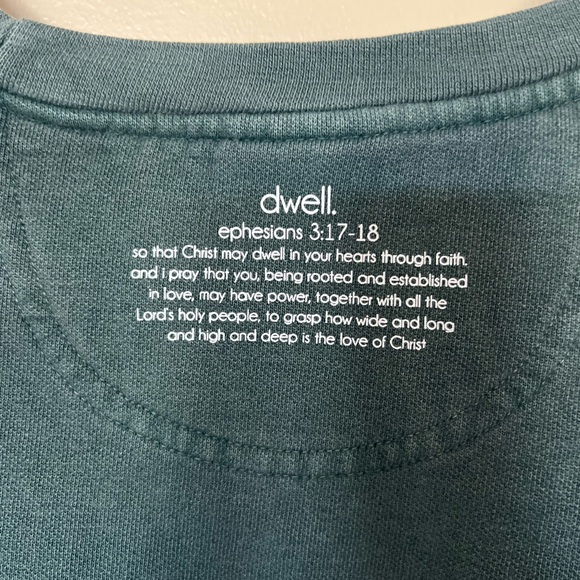 dwell.
ephesians 3:17-18
so that Christ may dwell in your hearts through faith.
and i pray that you, being rooted and established
in love, may have power, together with all the
Lord's holy people, to grasp how wide and long
and high and deep is the love of Christ